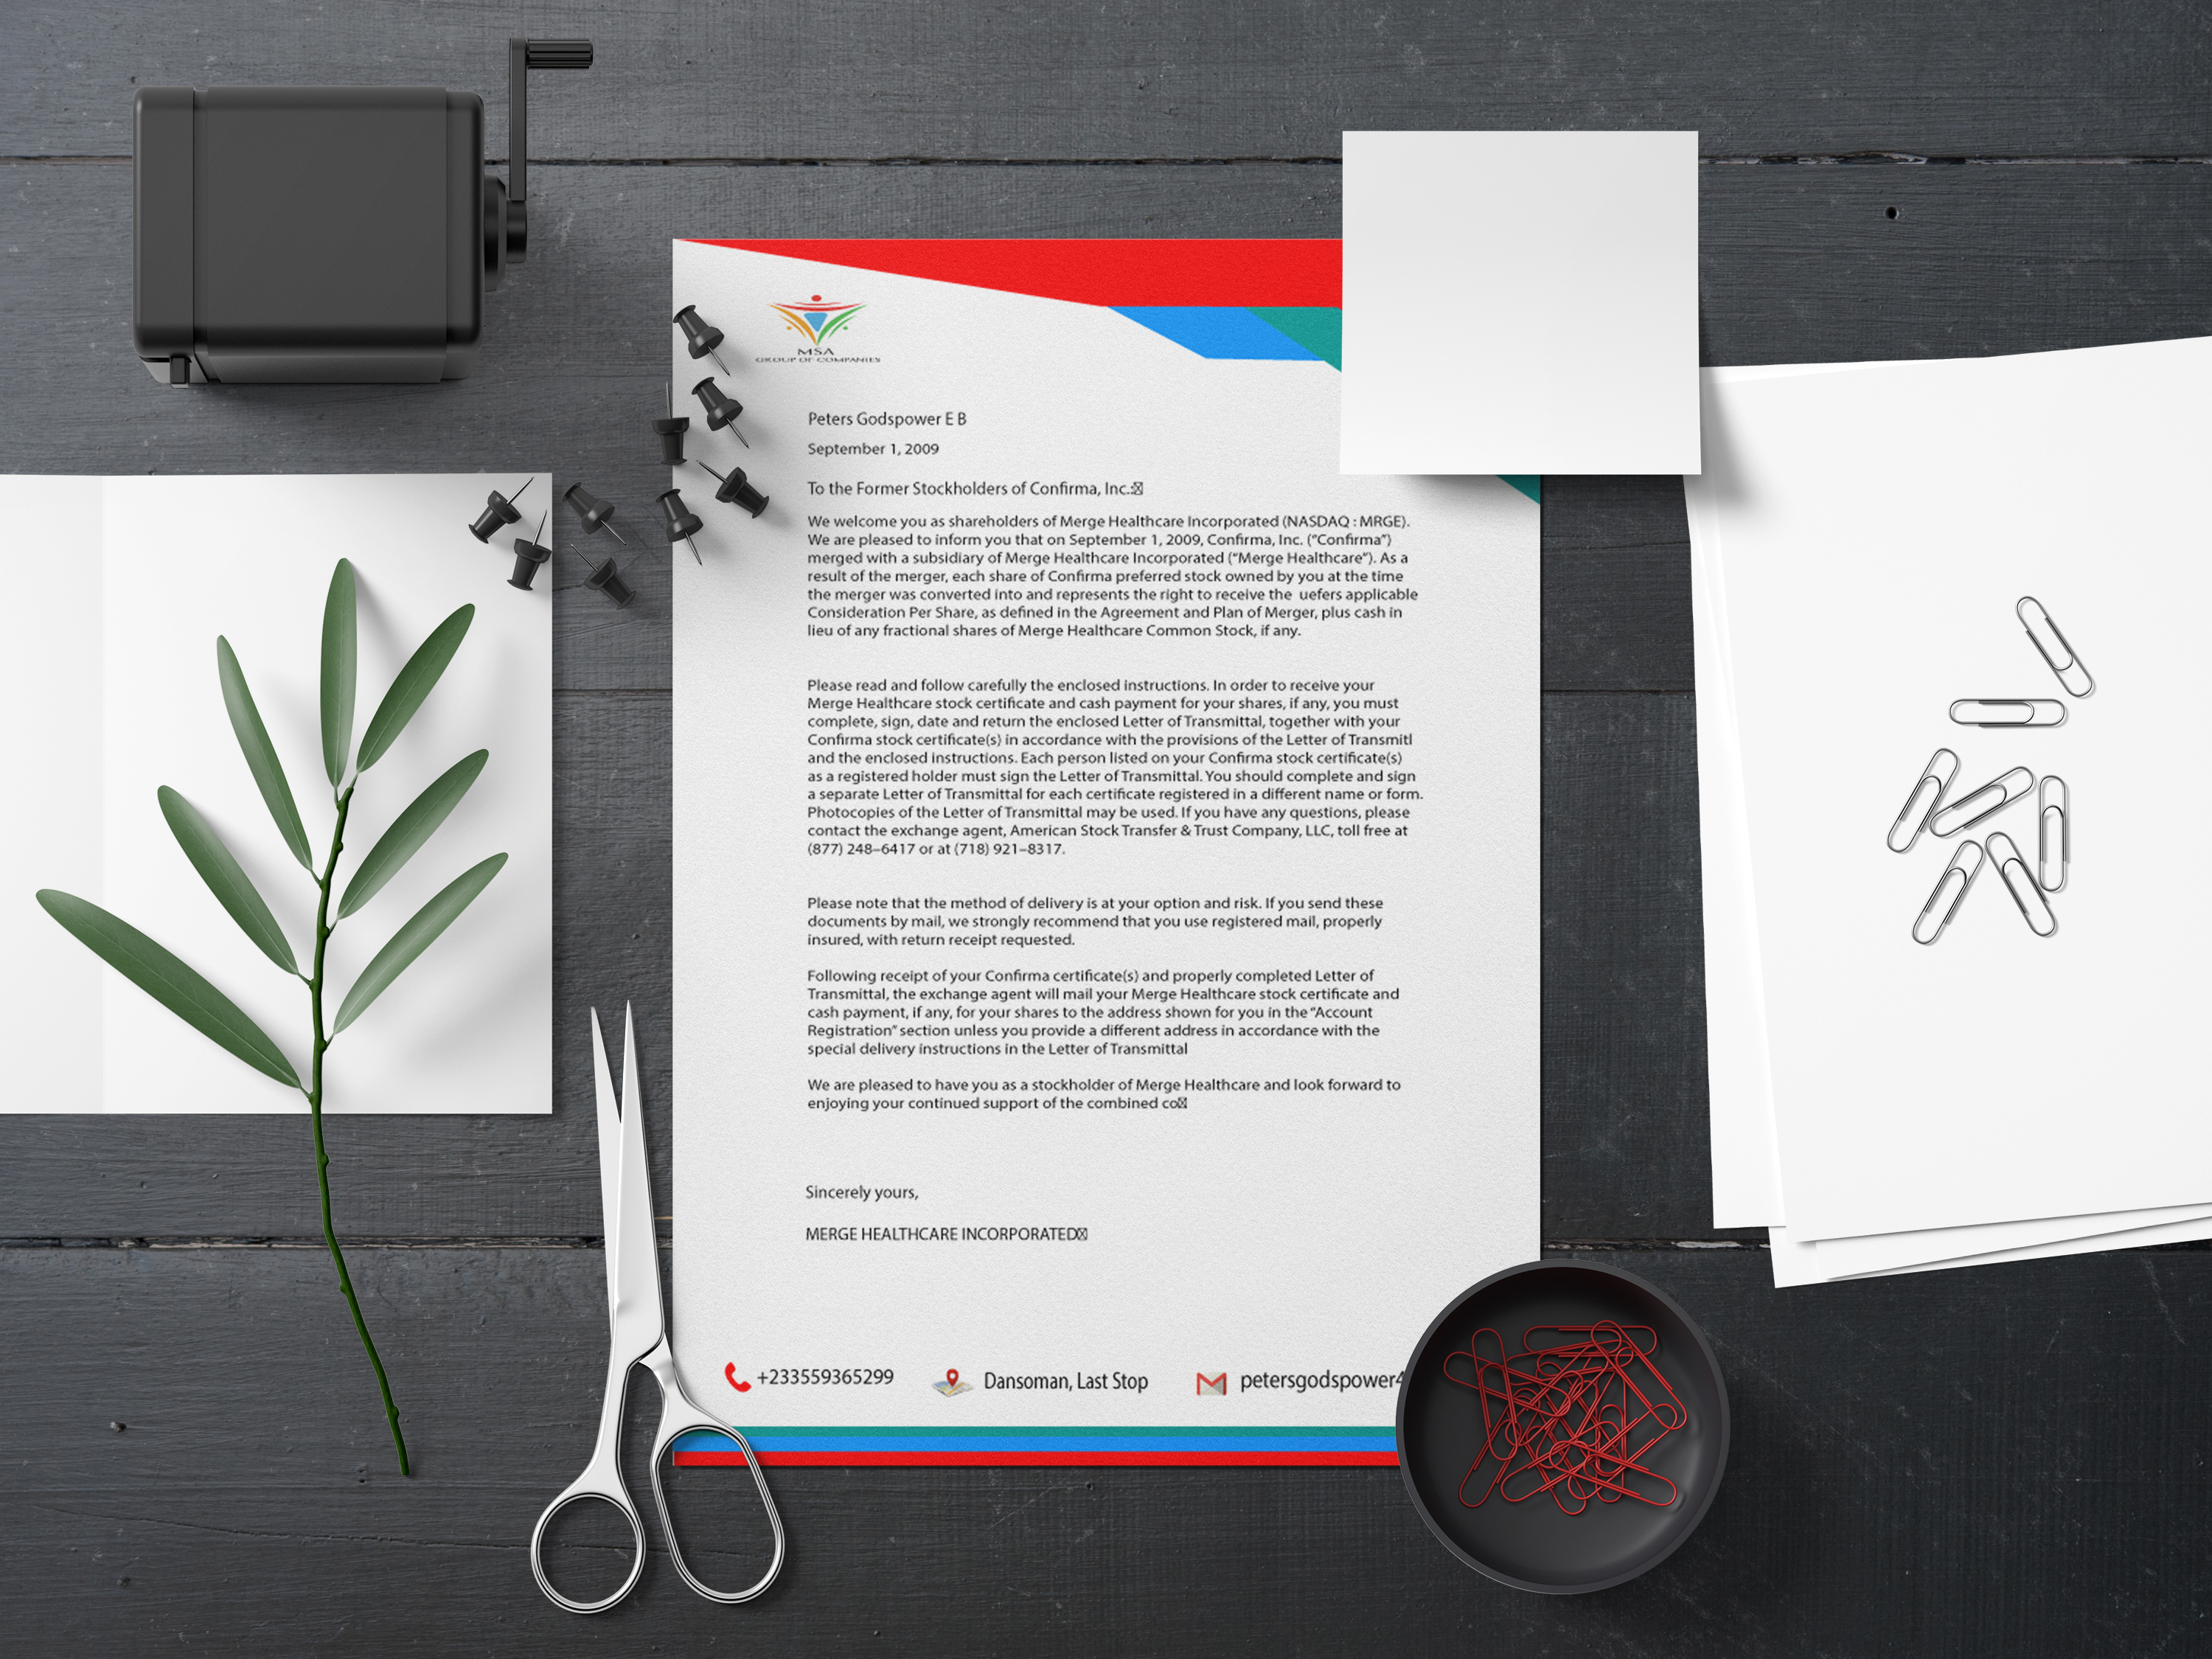 MSA
GROUP OF COMPANIES
Peters Godspower E B
September 1, 2009
To the Former Stockholders of Confirma, Inc.:
We welcome you as shareholders of Merge Healthcare Incorporated (NASDAQ : MRGE).
We are pleased to inform you that on September 1, 2009, Confirma, Inc. (“Confirma”)
merged with a subsidiary of Merge Healthcare Incorporated (“Merge Healthcare”). As a
result of the merger, each share of Confirma preferred stock owned by you at the time
the merger was converted into and represents the right to receive the uefers applicable
Consideration Per Share, as defined in the Agreement and Plan of Merger, plus cash in
lieu of any fractional shares of Merge Healthcare Common Stock, if any.
Please read and follow carefully the enclosed instructions. In order to receive your
Merge Healthcare stock certificate and cash payment for your shares, if any, you must
complete, sign, date and return the enclosed Letter of Transmittal, together with your
Confirma stock certificate(s) in accordance with the provisions of the Letter of Transmitl
and the enclosed instructions. Each person listed on your Confirma stock certificate(s)
as a registered holder must sign the Letter of Transmittal. You should complete and sign
a separate Letter of Transmittal for each certificate registered in a different name or form.
Photocopies of the Letter of Transmittal may be used. If you have any questions, please
contact the exchange agent, American Stock Transfer & Trust Company, LLC, toll free at
(877) 248–6417 or at (718) 921–8317.
Please note that the method of delivery is at your option and risk. If you send these
documents by mail, we strongly recommend that you use registered mail, properly
insured, with return receipt requested.
Following receipt of your Confirma certificate(s) and properly completed Letter of
Transmittal, the exchange agent will mail your Merge Healthcare stock certificate and
cash payment, if any, for your shares to the address shown for you in the “Account
Registration” section unless you provide a different address in accordance with the
special delivery instructions in the Letter of Transmittal
We are pleased to have you as a stockholder of Merge Healthcare and look forward to
enjoying your continued support of the combined co
Sincerely yours,
MERGE HEALTHCARE INCORPORATED
+233559365299
Dansoman, Last Stop
petersgodspower4